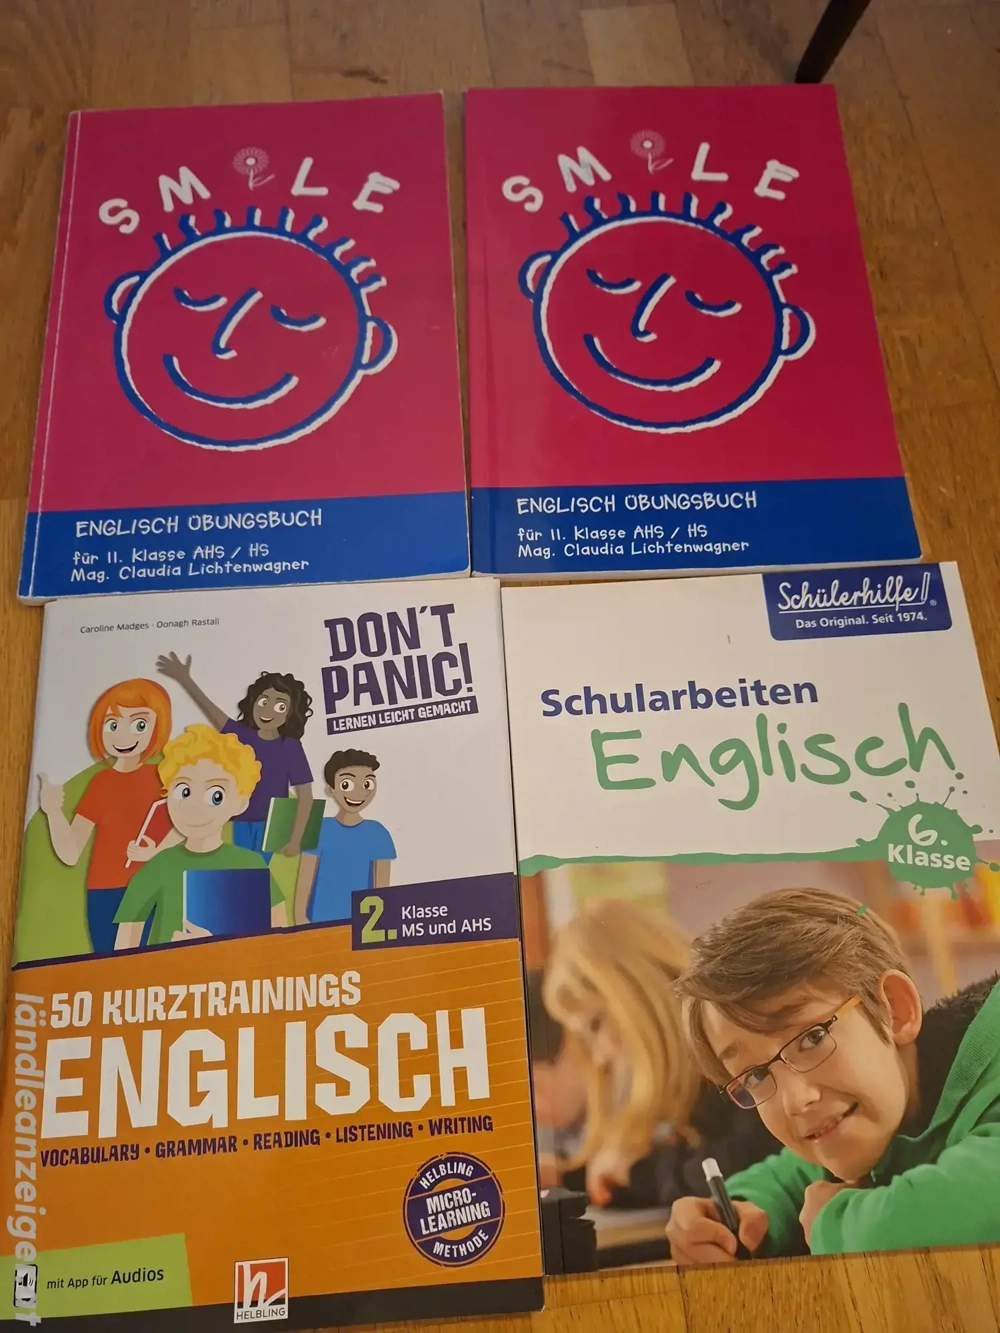 SMILE
ENGLISCH ÜBUNGSBUCH
für II. Klasse AHS / HS
Mag. Claudia Lichtenwagner
SMILE
ENGLISCH ÜBUNGSBUCH
für II. Klasse AHS / HS
Mag. Claudia Lichtenwagner
Caroline Madges · Oonagh Rastall
DON'T
PANIC!
LERNEN LEICHT GEMACHT
2. Klasse
MS und AHS
50 KURZTRAININGS
ENGLISCH
VOCABULARY • GRAMMAR • READING • LISTENING • WRITING
HELBLING
MICRO-
LEARNING
METHODE
mit App für Audios
h
HELBLING
Schülerhilfe!®
Das Original. Seit 1974.
Schularbeiten
Englisch
6.
Klasse
ländleanzeiger.at